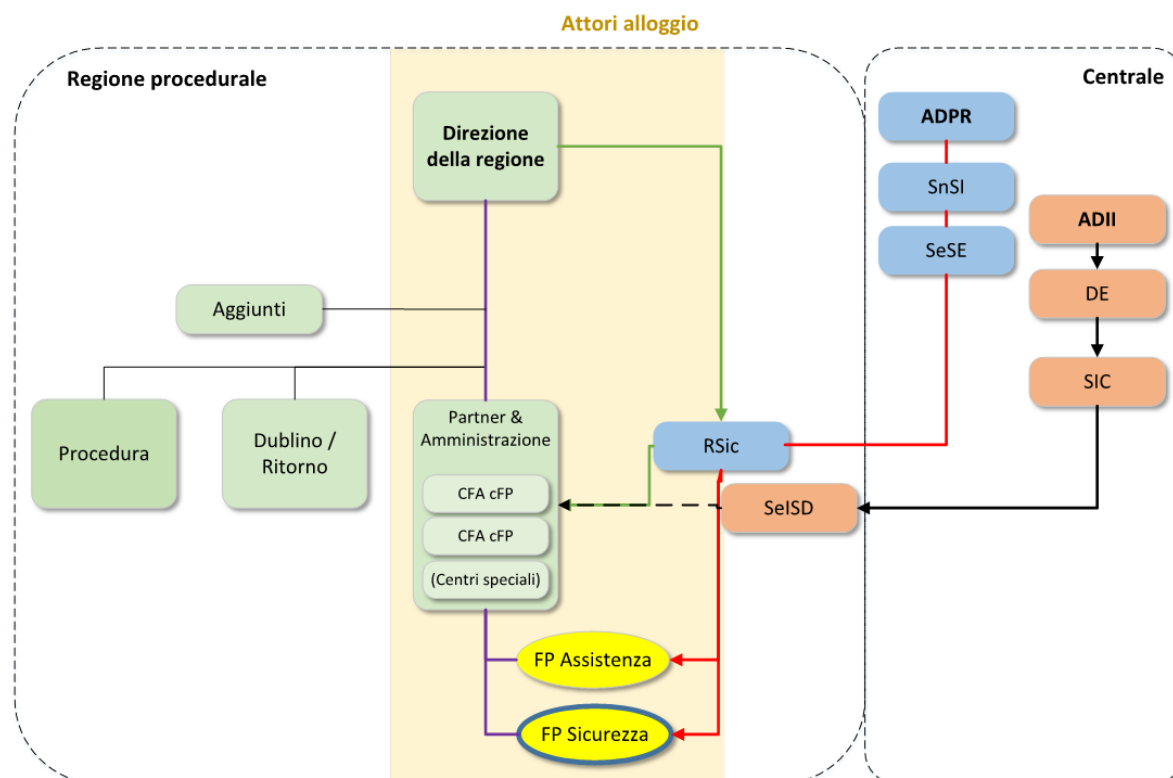 Attori alloggio
Regione procedurale
Centrale
Direzione
della regione
ADPR
SnSI
ADII
SeSE
Aggiunti
DE
SIC
Procedura
Dublino /
Ritorno
Partner &
Amministrazione
RSic
CFA cFP
SeISD
CFA cFP
(Centri speciali)
FP Assistenza
FP Sicurezza